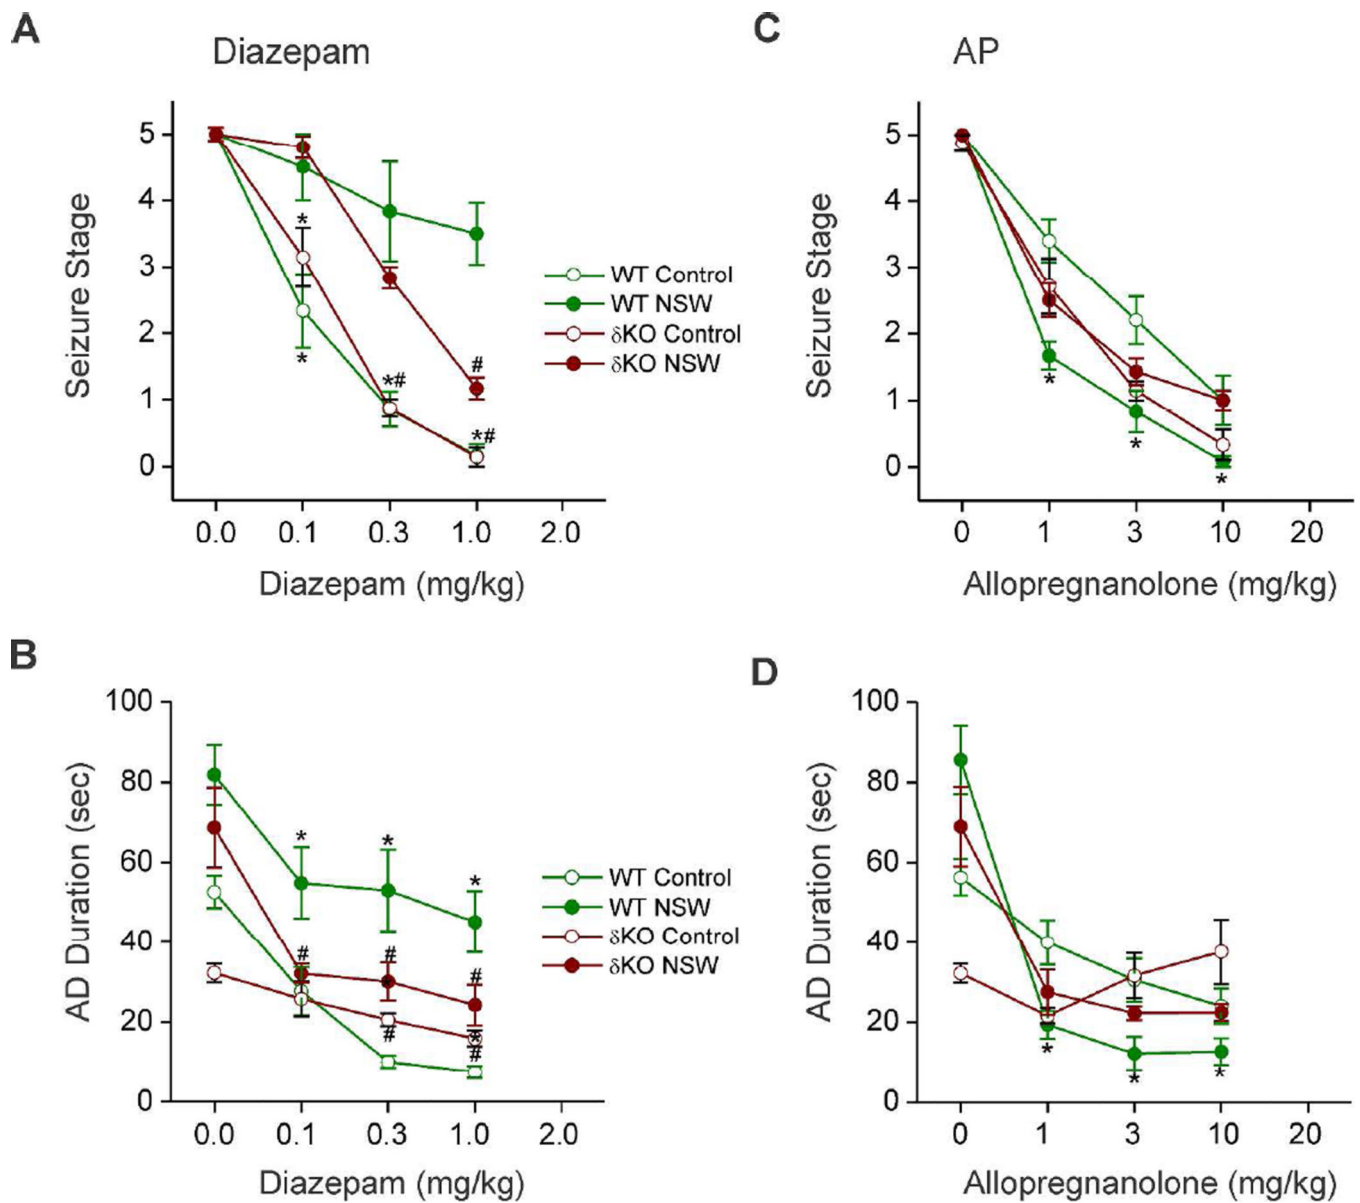 A
Diazepam
5
4
3
2
1
0
Seizure Stage
*
*
*#
*#
#
0.0 0.1 0.3 1.0 2.0
Diazepam (mg/kg)
WT Control
WT NSW
δKO Control
δKO NSW
C
AP
5
4
3
2
1
0
Seizure Stage
*
*
*
0 1 3 10 20
Allopregnanolone (mg/kg)
B
100
80
60
40
20
0
AD Duration (sec)
* * *
# # #
#
*
#
0.0 0.1 0.3 1.0 2.0
Diazepam (mg/kg)
WT Control
WT NSW
δKO Control
δKO NSW
D
100
80
60
40
20
0
AD Duration (sec)
* * *
0 1 3 10 20
Allopregnanolone (mg/kg)